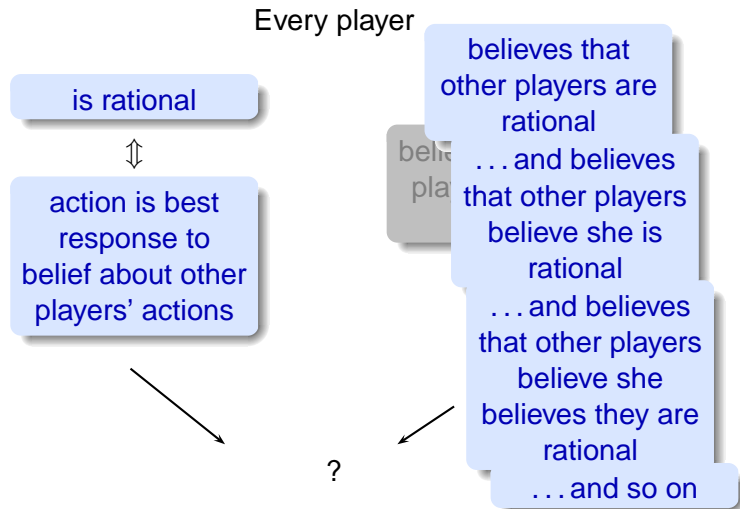 Every player
is rational
⇕
action is best
response to
belief about other
players’ actions
believes that
other players are
rational
. . . and believes
that other players
believe she is
rational
. . . and believes
that other players
believe she
believes they are
rational
. . . and so on
?